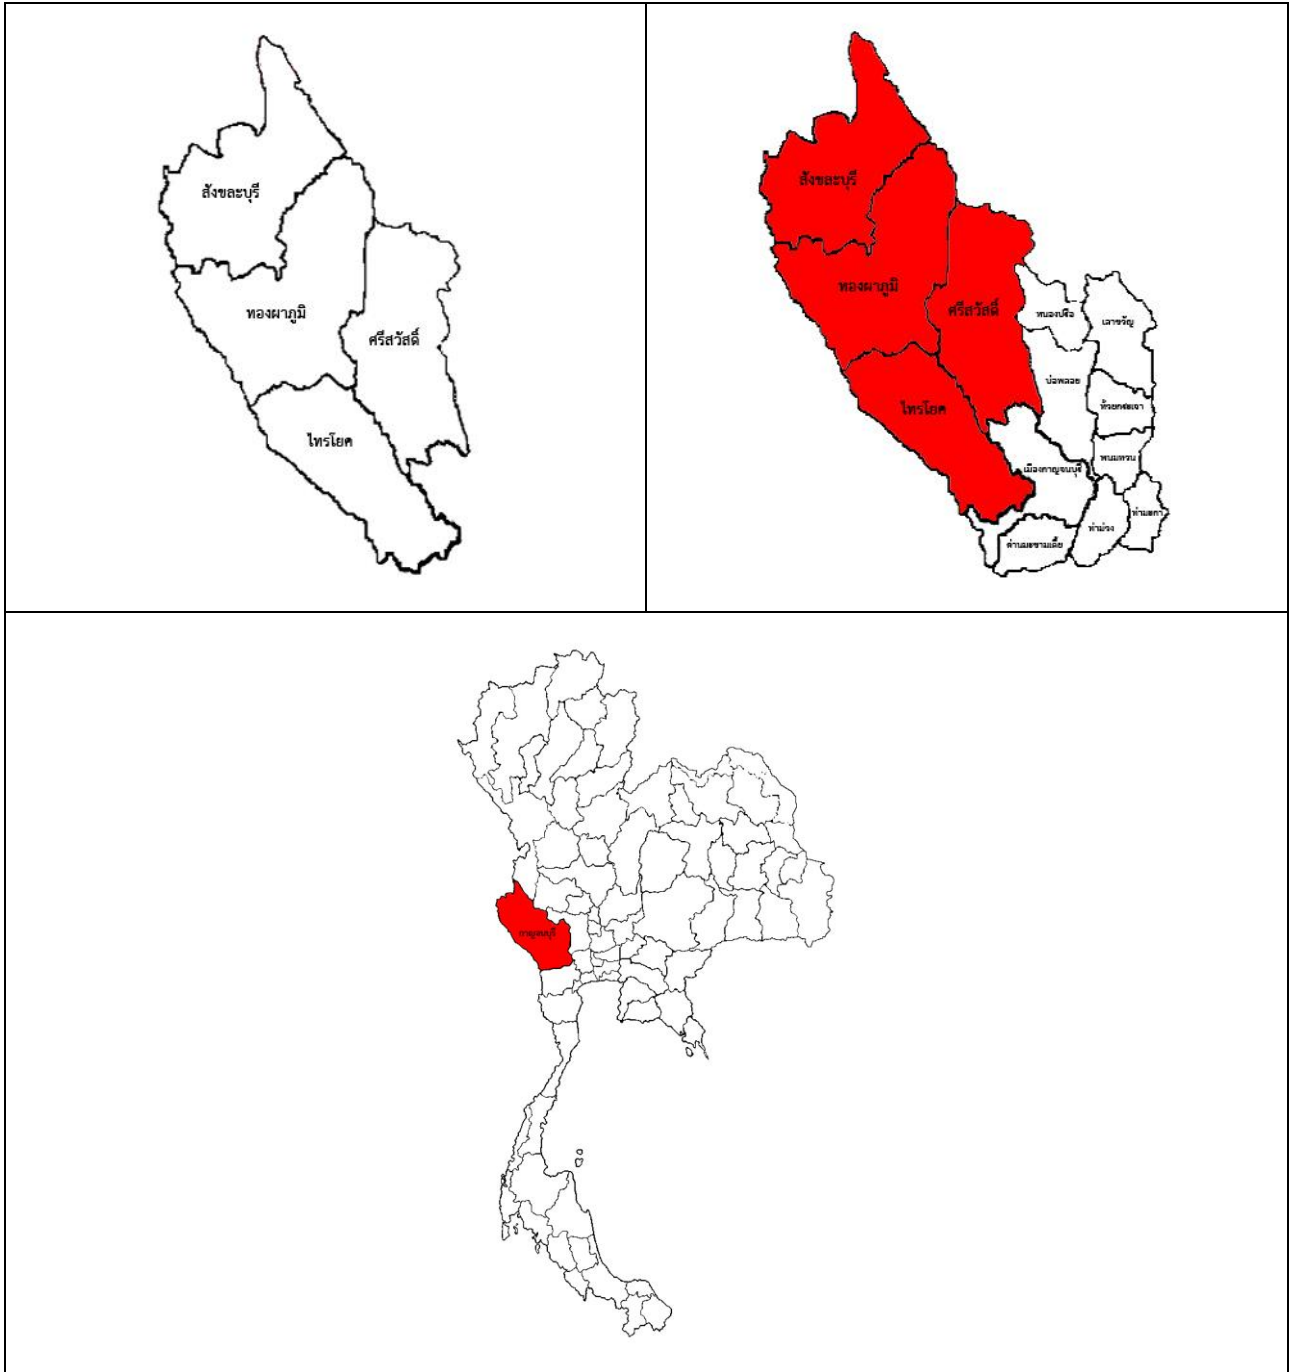 สังขละบุรี
ทองผาภูมิ
ศรีสวัสดิ์
ไทรโยค
สังขละบุรี
ทองผาภูมิ
ศรีสวัสดิ์
หนองปรือ
เลาขวัญ
บ่อพลอย
ไทรโยค
ห้วยกระเจา
พนมทวน
เมืองกาญจนบุรี
ท่ามะกา
ท่าม่วง
ด่านมะขามเตี้ย
กาญจนบุรี